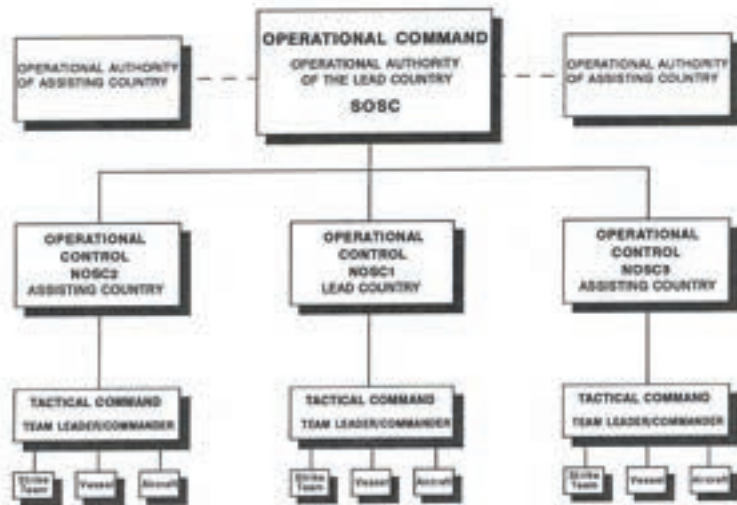 OPERATIONAL COMMAND
OPERATIONAL AUTHORITY
OF THE LEAD COUNTRY
SOSC
OPERATIONAL AUTHORITY
OF ASSISTING COUNTRY
OPERATIONAL AUTHORITY
OF ASSISTING COUNTRY
OPERATIONAL
CONTROL
NOSC2
ASSISTING COUNTRY
OPERATIONAL
CONTROL
NOSC1
LEAD COUNTRY
OPERATIONAL
CONTROL
NOSC3
ASSISTING COUNTRY
TACTICAL COMMAND
TEAM LEADER/COMMANDER
TACTICAL COMMAND
TEAM LEADER/COMMANDER
TACTICAL COMMAND
TEAM LEADER/COMMANDER
Strike
Team
Vessel
Aircraft
Strike
Team
Vessel
Aircraft
Strike
Team
Vessel
Aircraft